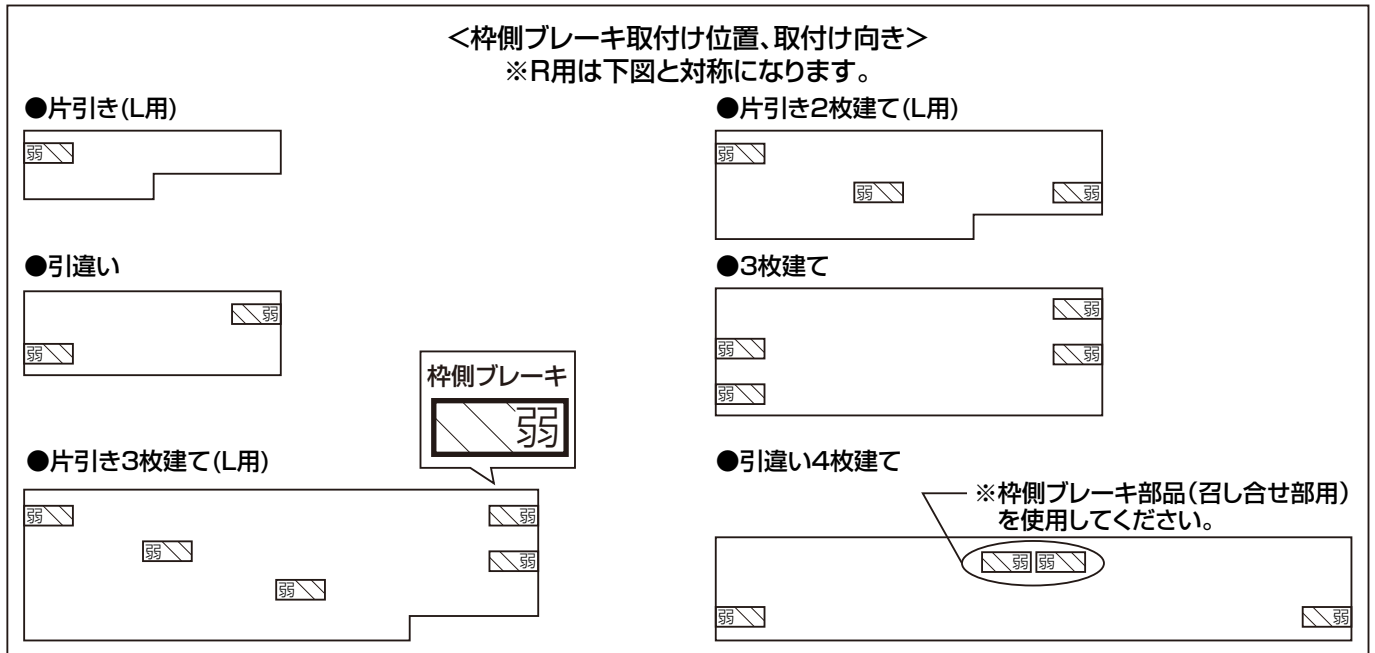 <枠側ブレーキ取付け位置、取付け向き>
※R用は下図と対称になります。
●片引き(L用)
弱
●片引き2枚建て(L用)
弱
弱
弱
●引違い
弱
弱
●3枚建て
弱
弱
弱
弱
枠側ブレーキ
弱
●片引き3枚建て(L用)
弱
弱
弱
弱
弱
●引違い4枚建て
※枠側ブレーキ部品(召し合せ部用)
を使用してください。
弱 弱
弱
弱